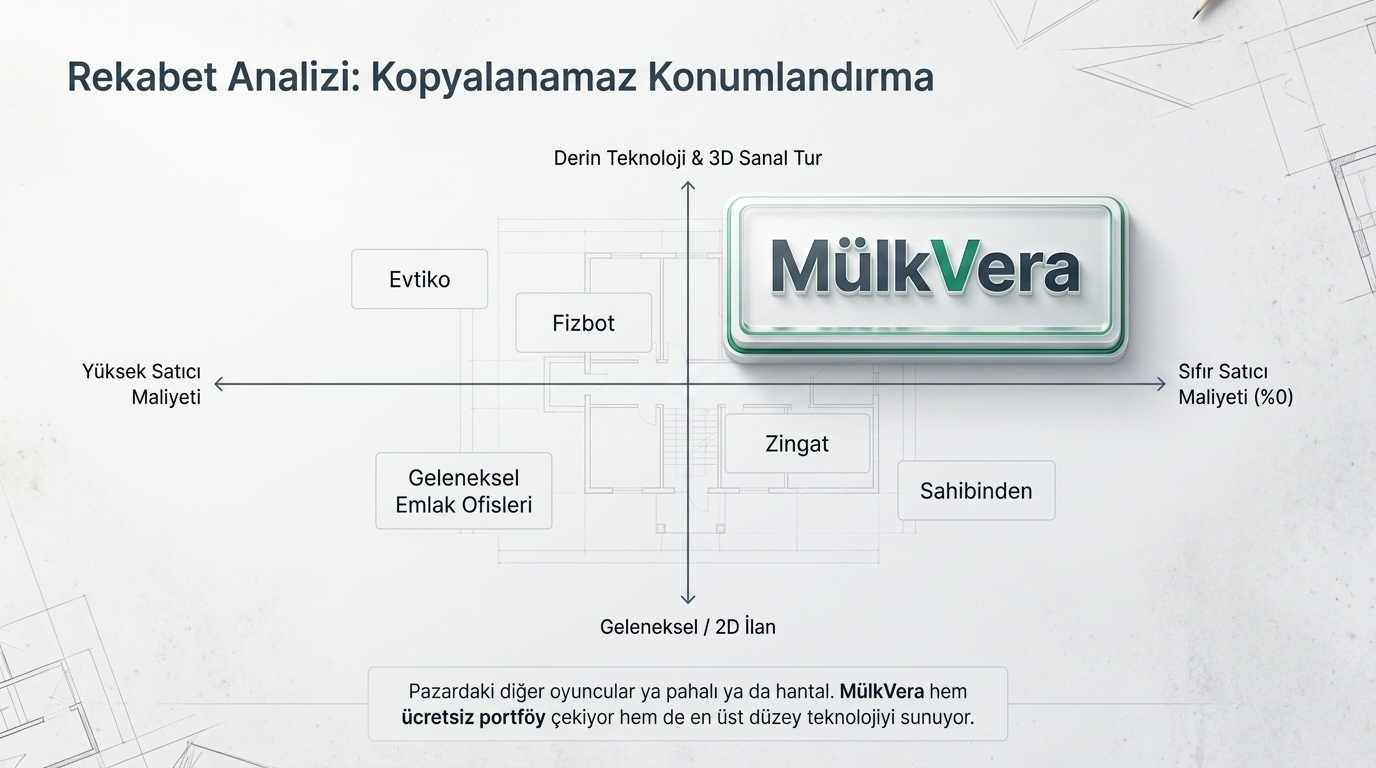 Rekabet Analizi: Kopyalanamaz Konumlandırma
Derin Teknoloji & 3D Sanal Tur
MülkVera
Evtiko
Fizbot
Yüksek Satıcı
Maliyeti
Sıfır Satıcı
Maliyeti (%0)
Zingat
Geleneksel
Emlak Ofisleri
Sahibinden
Geleneksel / 2D İlan
Pazardaki diğer oyuncular ya pahalı ya da hantal. MülkVera hem
ücretsiz portföy çekiyor hem de en üst düzey teknolojiyi sunuyor.